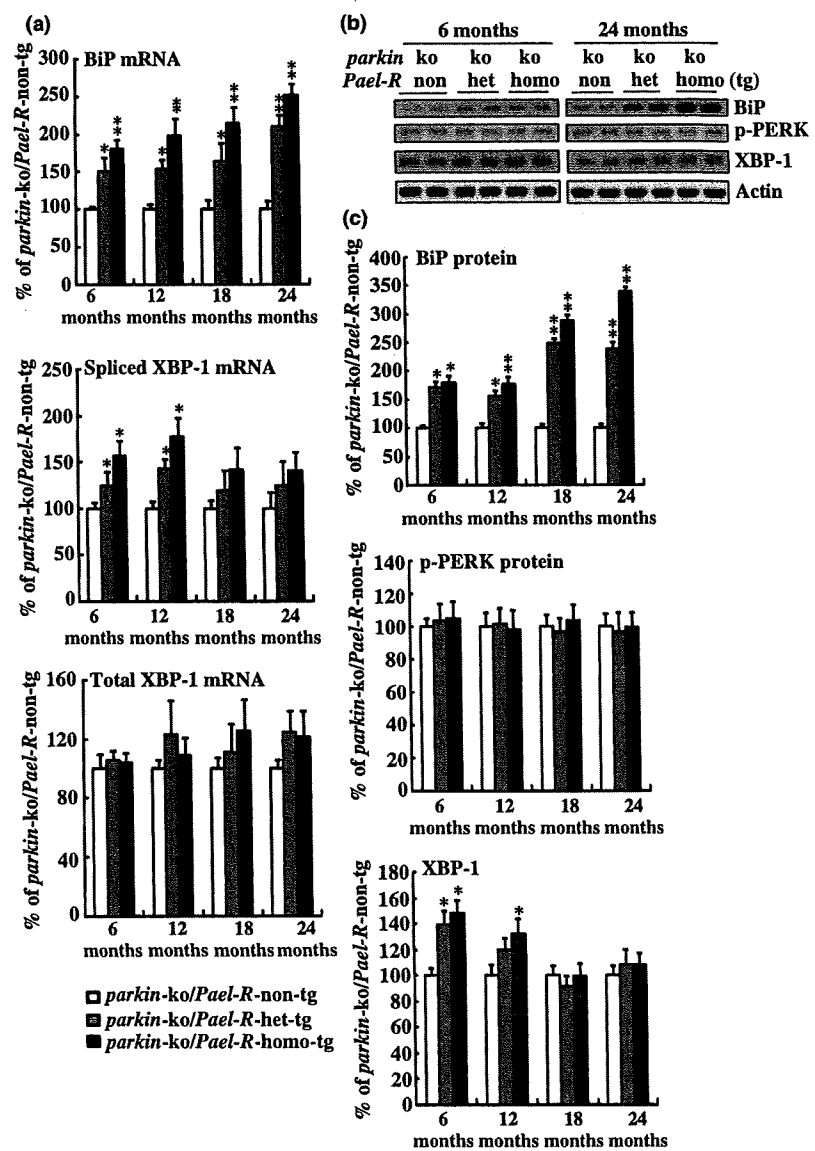 (a)
% of parkin-ko/Pael-R-non-tg
BiP mRNA
300
250
200
150
100
50
0
* ** * ** * ** ** **
6 12 18 24
months months months months
% of parkin-ko/Pael-R-non-tg
Spliced XBP-1 mRNA
250
200
150
100
50
0
* * * *
6 12 18 24
months months months months
% of parkin-ko/Pael-R-non-tg
Total XBP-1 mRNA
160
120
80
40
0
6 12 18 24
months months months months
parkin-ko/Pael-R-non-tg
parkin-ko/Pael-R-het-tg
parkin-ko/Pael-R-homo-tg
(b)
6 months 24 months
parkin ko ko ko ko ko ko
Pael-R non het homo non het homo (tg)
BiP
p-PERK
XBP-1
Actin
(c)
% of parkin-ko/Pael-R-non-tg
BiP protein
400
350
300
250
200
150
100
50
0
* * * ** ** ** ** **
6 12 18 24
months months months months
% of parkin-ko/Pael-R-non-tg
p-PERK protein
140
120
100
80
60
40
20
0
6 12 18 24
months months months months
% of parkin-ko/Pael-R-non-tg
XBP-1
180
160
140
120
100
80
60
40
20
0
* * *
6 12 18 24
months months months months